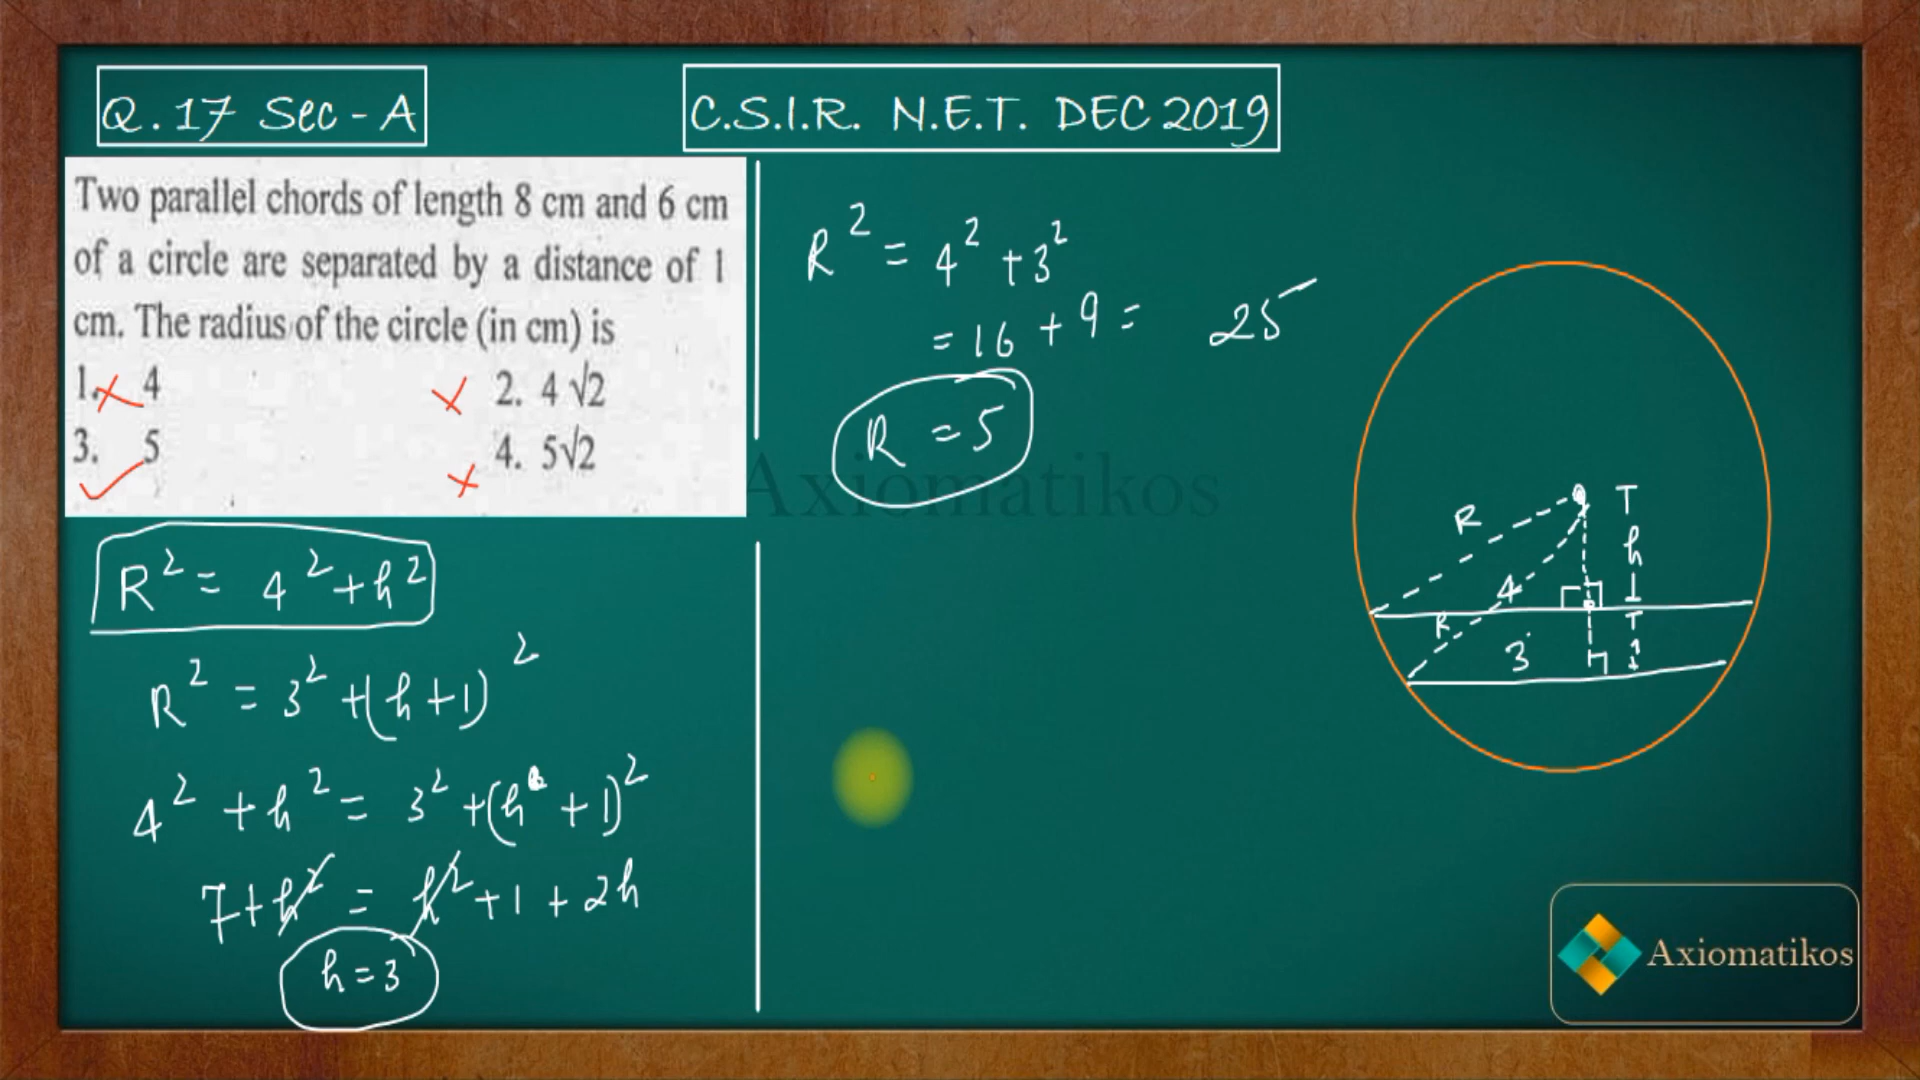 Q. 17 Sec - A
C.S.I.R. N.E.T. DEC 2019
Two parallel chords of length 8 cm and 6 cm
of a circle are separated by a distance of 1
cm. The radius of the circle (in cm) is
1. 4
2. 4 √2
3. 5
4. 5√2
R² = 4² + h²
R² = 3² + (h + 1)²
4² + h² = 3² + (h + 1)²
7 + h² = h² + 1 + 2h
h = 3
R² = 4² + 3²
= 16 + 9 = 25
R = 5
Axiomatikos
R
h
4
R
3
1
Axiomatikos